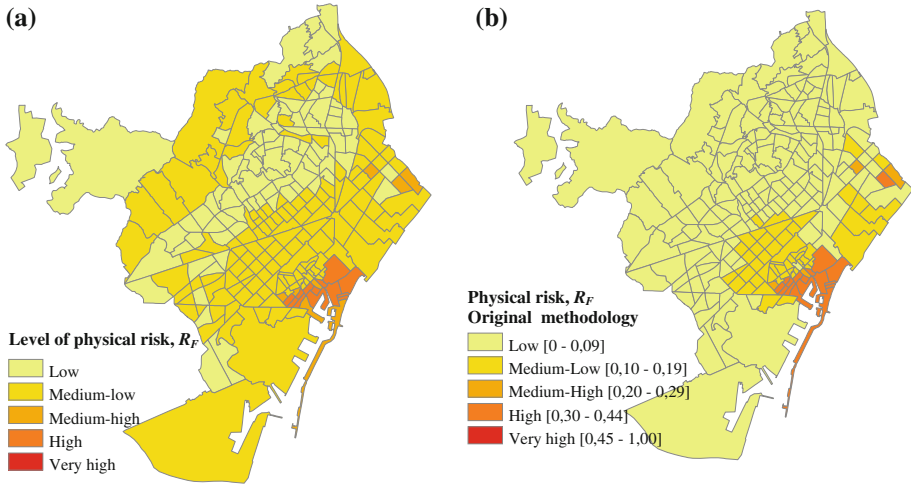 (a)
Level of physical risk, RF
Low
Medium-low
Medium-high
High
Very high
(b)
Physical risk, RF
Original methodology
Low [0 - 0,09]
Medium-Low [0,10 - 0,19]
Medium-High [0,20 - 0,29]
High [0,30 - 0,44]
Very high [0,45 - 1,00]